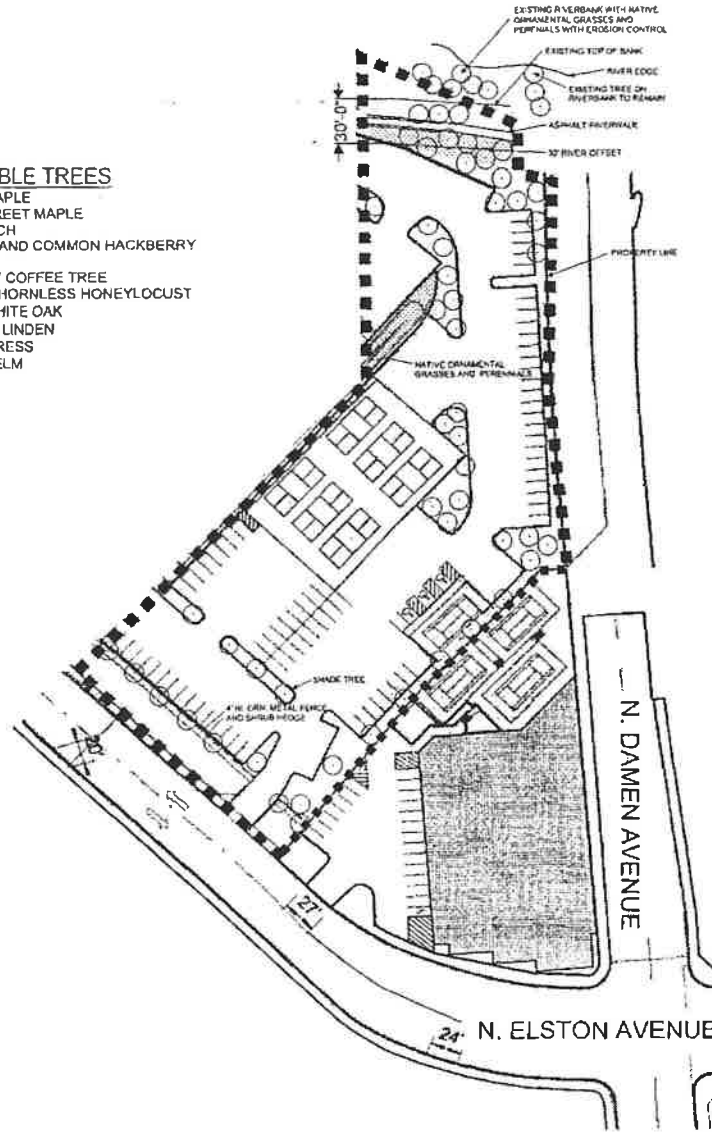 EXISTING RIVERBANK WITH NATIVE
ORNAMENTAL GRASSES AND
PERENIALS WITH EROSION CONTROL
EXISTING TOP OF BANK
RIVER EDGE
EXISTING TREE ON
RIVERBANK TO REMAIN
ASPHALT RIVERWALK
30' RIVER OFFSET
30'-0"
BLE TREES
APLE
REET MAPLE
CH
AND COMMON HACKBERRY
COFFEE TREE
HORNLESS HONEYLOCUST
HITE OAK
LINDEN
RESS
ELM
PROPERTY LINE
NATIVE ORNAMENTAL
GRASSES AND PERENNIALS
SHADE TREE
METAL FENCE
AND SHRUB HEDGE
20'
27'
24'
N. DAMEN AVENUE
N. ELSTON AVENUE